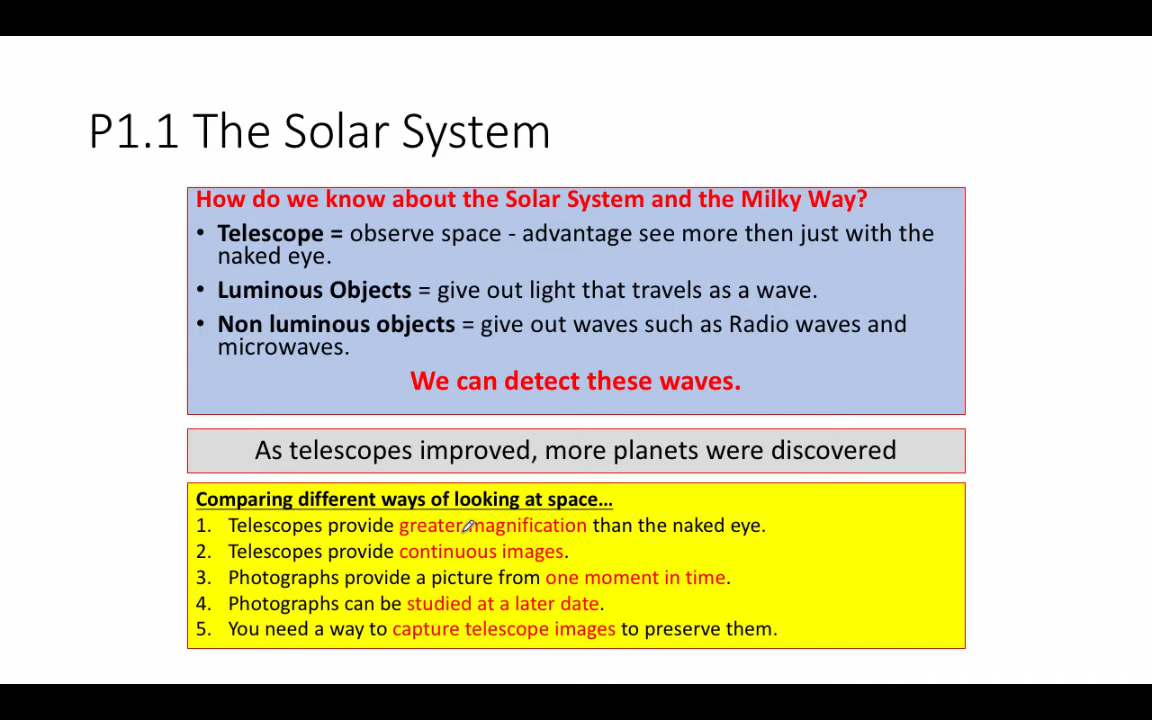 P1.1 The Solar System
How do we know about the Solar System and the Milky Way?
• Telescope = observe space - advantage see more then just with the
naked eye.
• Luminous Objects = give out light that travels as a wave.
• Non luminous objects = give out waves such as Radio waves and
microwaves.
We can detect these waves.
As telescopes improved, more planets were discovered
Comparing different ways of looking at space...
1. Telescopes provide greater magnification than the naked eye.
2. Telescopes provide continuous images.
3. Photographs provide a picture from one moment in time.
4. Photographs can be studied at a later date.
5. You need a way to capture telescope images to preserve them.